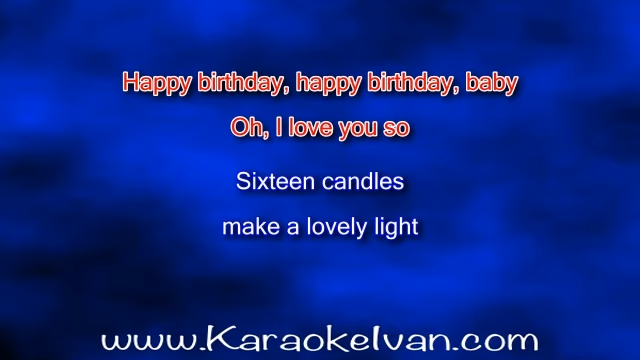 Happy birthday, happy birthday, baby
Oh, I love you so
Sixteen candles
make a lovely light
www.KaraokeIvan.com